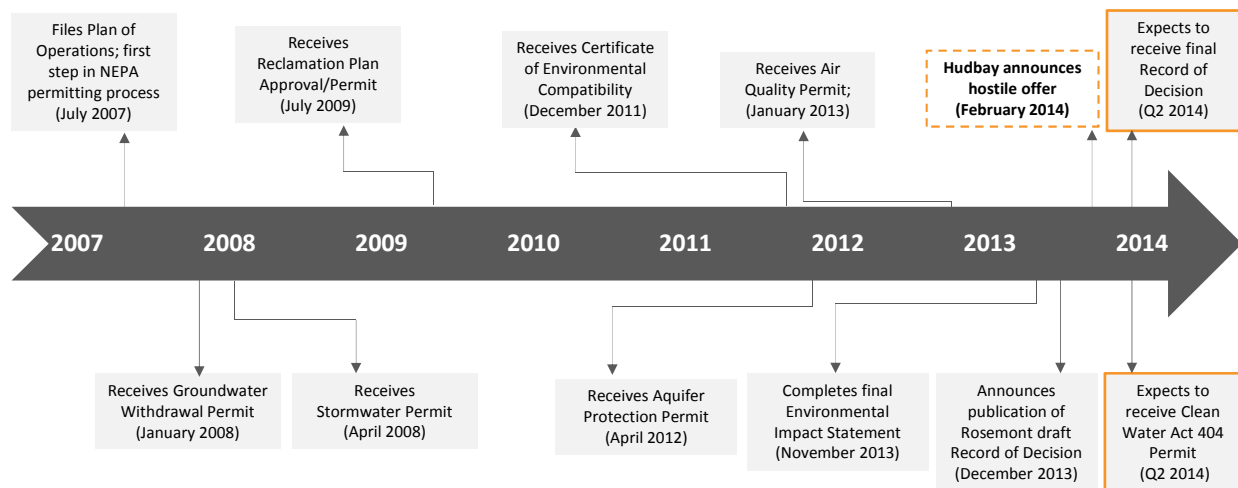 Files Plan of
Operations; first
step in NEPA
permitting process
(July 2007)
Receives
Reclamation Plan
Approval/Permit
(July 2009)
Receives Certificate
of Environmental
Compatibility
(December 2011)
Receives Air
Quality Permit;
(January 2013)
Hudbay announces
hostile offer
(February 2014)
Expects to
receive final
Record of
Decision
(Q2 2014)
2007
2008
2009
2010
2011
2012
2013
2014
Receives Groundwater
Withdrawal Permit
(January 2008)
Receives
Stormwater Permit
(April 2008)
Receives Aquifer
Protection Permit
(April 2012)
Completes final
Environmental
Impact Statement
(November 2013)
Announces
publication of
Rosemont draft
Record of Decision
(December 2013)
Expects to
receive Clean
Water Act 404
Permit
(Q2 2014)